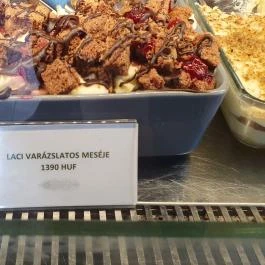 LACI VARÁZSLATOS MESÉJE
1390 HUF